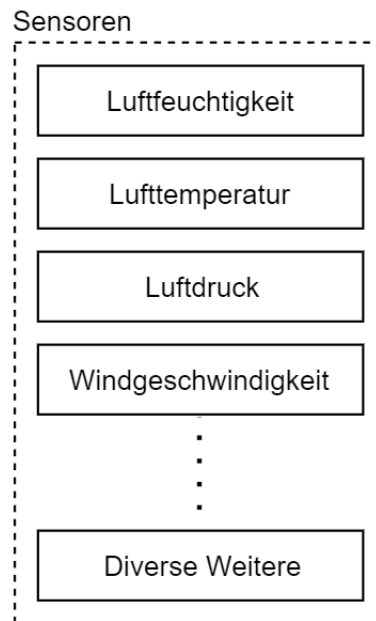 Sensoren
Luftfeuchtigkeit
Lufttemperatur
Luftdruck
Windgeschwindigkeit
Diverse Weitere